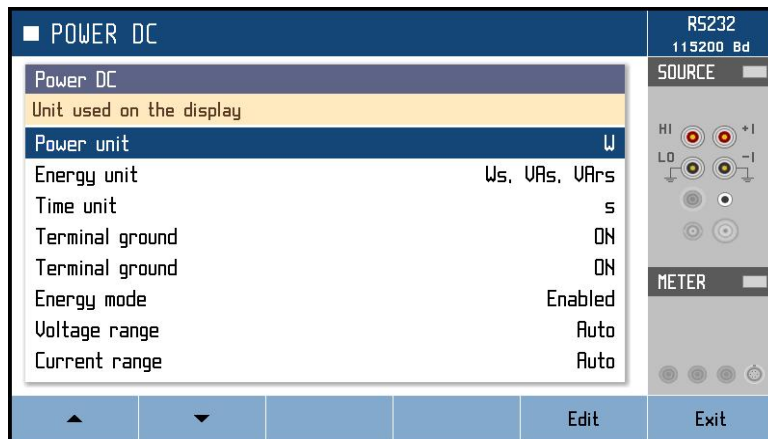 POWER DC
RS232
115200 Bd
Power DC
Unit used on the display
Power unit W
Energy unit Ws, VAs, VArs
Time unit s
Terminal ground ON
Terminal ground ON
Energy mode Enabled
Voltage range Auto
Current range Auto
SOURCE
HI +I
LO -I
METER
Edit
Exit